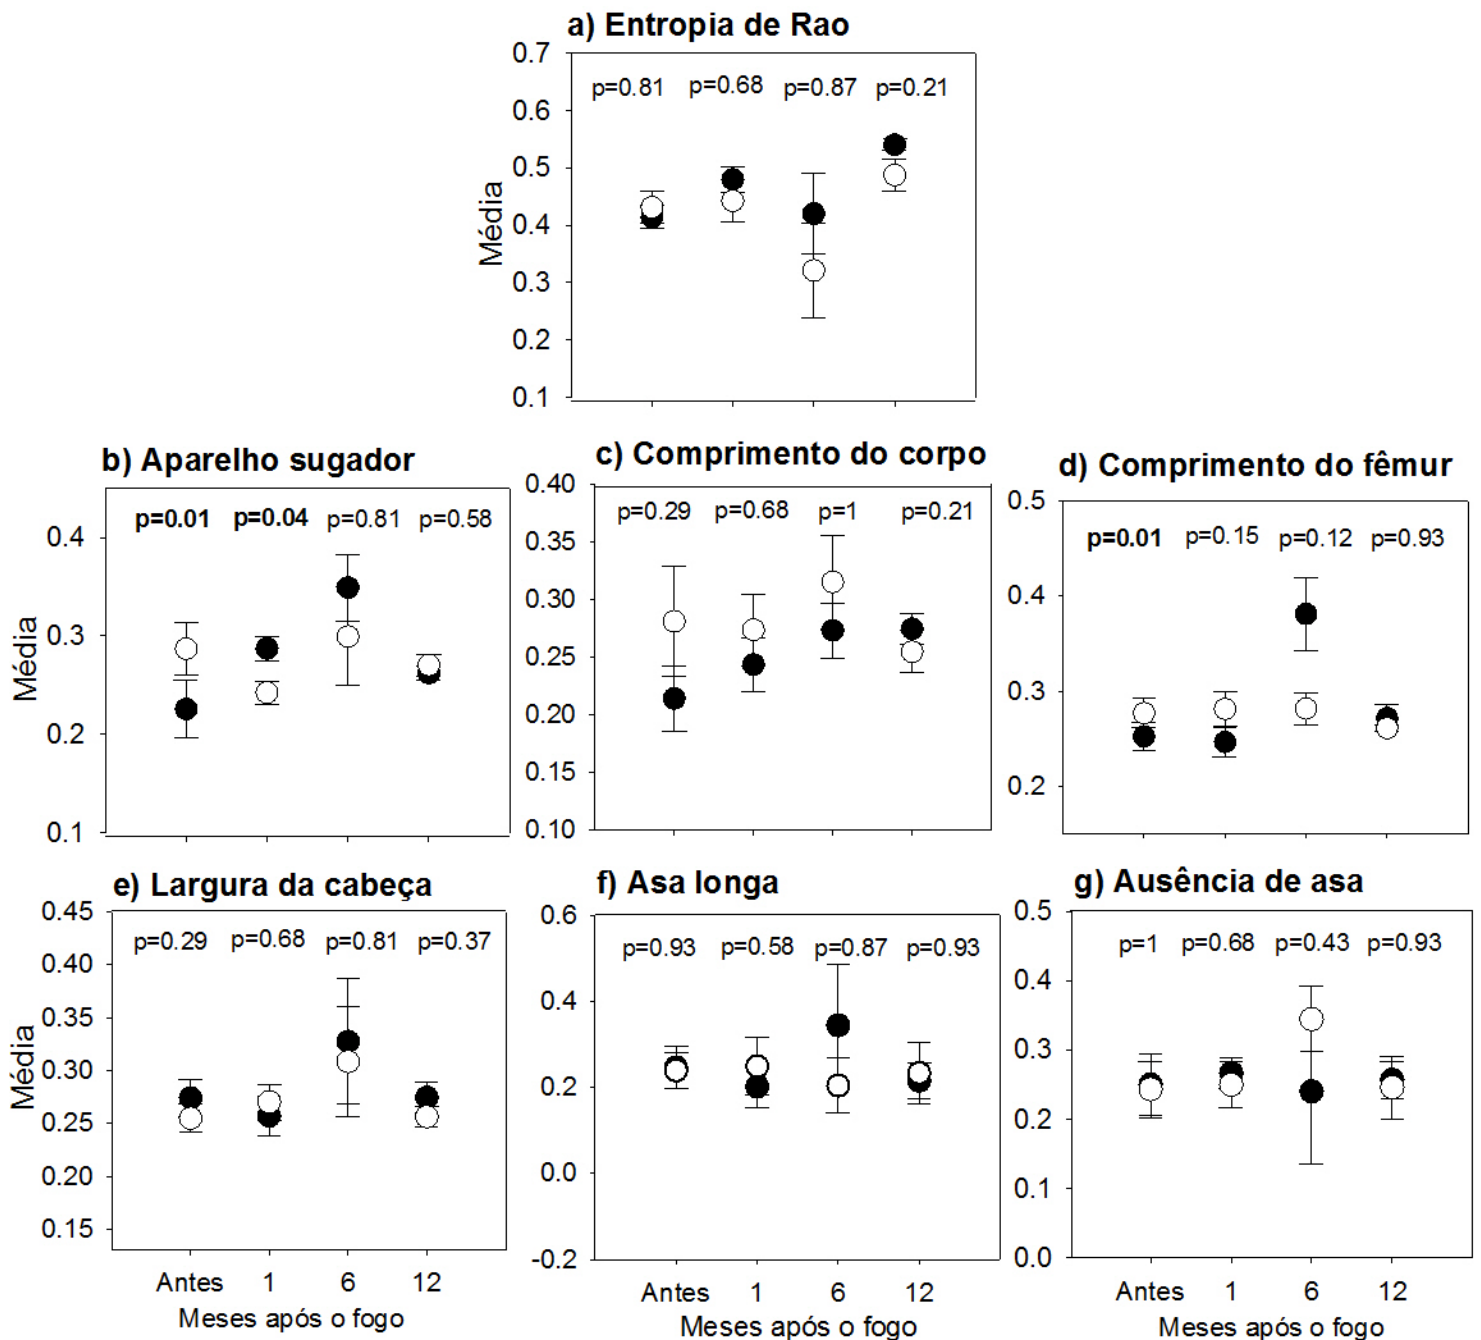 a) Entropia de Rao
0.7
p=0.81 p=0.68 p=0.87 p=0.21
0.6
0.5
0.4
0.3
0.2
0.1
Média
b) Aparelho sugador
p=0.01 p=0.04 p=0.81 p=0.58
0.4
0.3
0.2
0.1
Média
c) Comprimento do corpo
0.40
p=0.29 p=0.68 p=1 p=0.21
0.35
0.30
0.25
0.20
0.15
0.10
d) Comprimento do fêmur
0.5
p=0.01 p=0.15 p=0.12 p=0.93
0.4
0.3
0.2
e) Largura da cabeça
0.45
p=0.29 p=0.68 p=0.81 p=0.37
0.40
0.35
0.30
0.25
0.20
0.15
Média
Antes 1 6 12
Meses após o fogo
f) Asa longa
0.6
p=0.93 p=0.58 p=0.87 p=0.93
0.4
0.2
0.0
-0.2
Antes 1 6 12
Meses após o fogo
g) Ausência de asa
0.5
p=1 p=0.68 p=0.43 p=0.93
0.4
0.3
0.2
0.1
0.0
Antes 1 6 12
Meses após o fogo